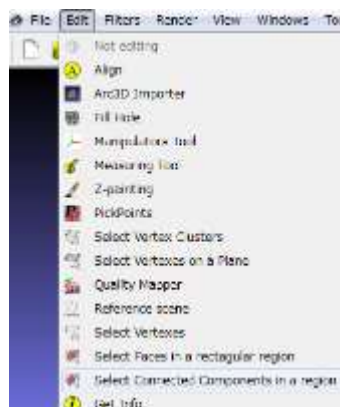 File Edit Filters Render View Windows To
Not editing
Align
Arc3D Importer
Fill Hole
Manipulators Tool
Measuring Tool
Z-painting
PickPoints
Select Vertex Clusters
Select Vertexes on a Plane
Quality Mapper
Reference scene
Select Vertexes
Select Faces in a rectagular region
Select Connected Components in a region
Get Info